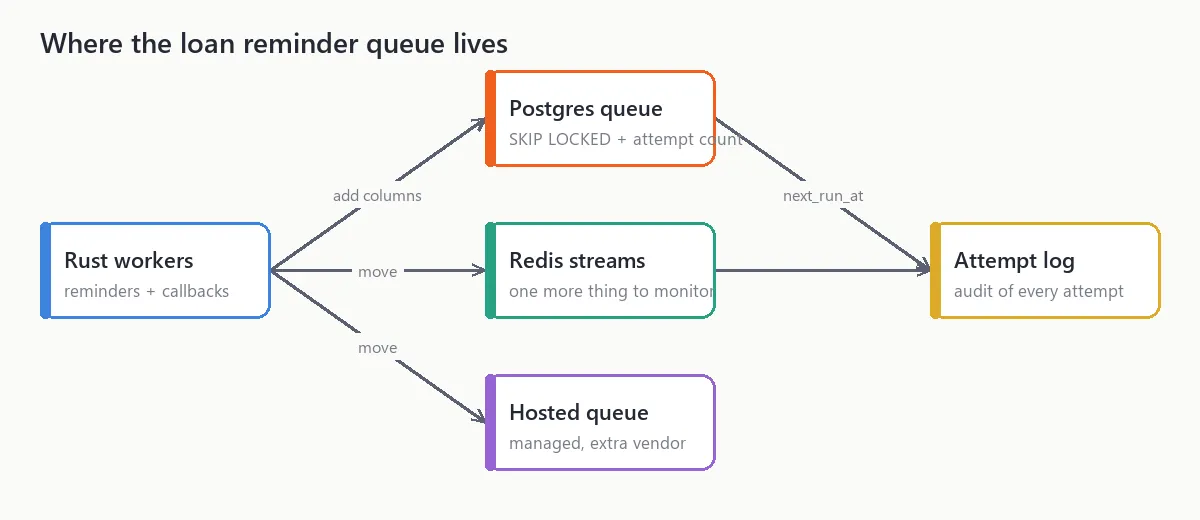 Where the loan reminder queue lives
Postgres queue
SKIP LOCKED + attempt count
add columns
next_run_at
Rust workers
reminders + callbacks
move
Redis streams
one more thing to monitor
Attempt log
audit of every attempt
move
Hosted queue
managed, extra vendor